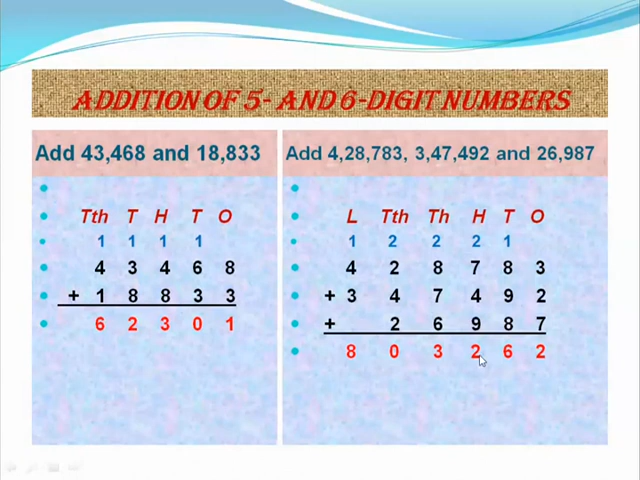 ADDITION OF 5- AND 6-DIGIT NUMBERS
Add 43,468 and 18,833
Tth T H T O
1 1 1 1
4 3 4 6 8
+ 1 8 8 3 3
6 2 3 0 1
Add 4,28,783, 3,47,492 and 26,987
L Tth Th H T O
1 2 2 2 1
4 2 8 7 8 3
+ 3 4 7 4 9 2
+ 2 6 9 8 7
8 0 3 2 6 2